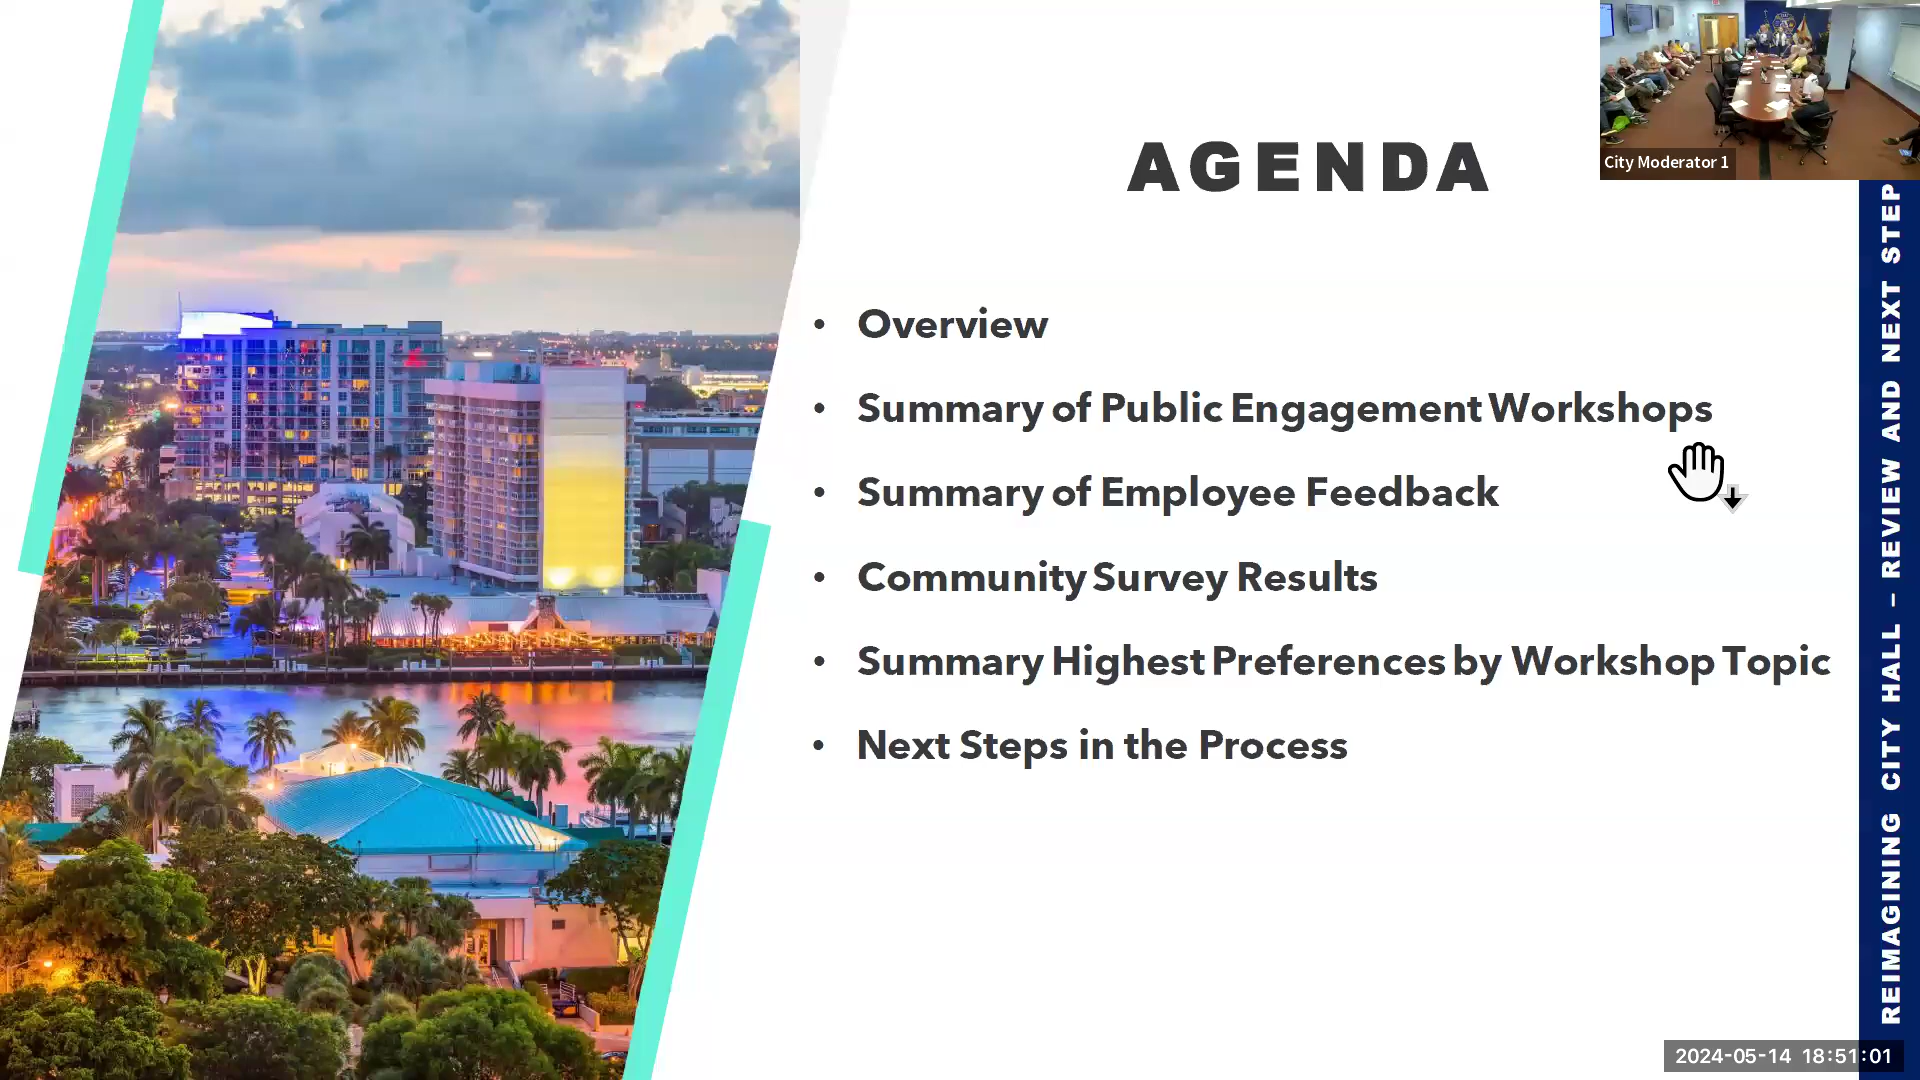 AGENDA
• Overview
• Summary of Public Engagement Workshops
• Summary of Employee Feedback
• Community Survey Results
• Summary Highest Preferences by Workshop Topic
• Next Steps in the Process
City Moderator 1
REIMAGINING CITY HALL – REVIEW AND NEXT STEP
2024-05-14 18:51:01